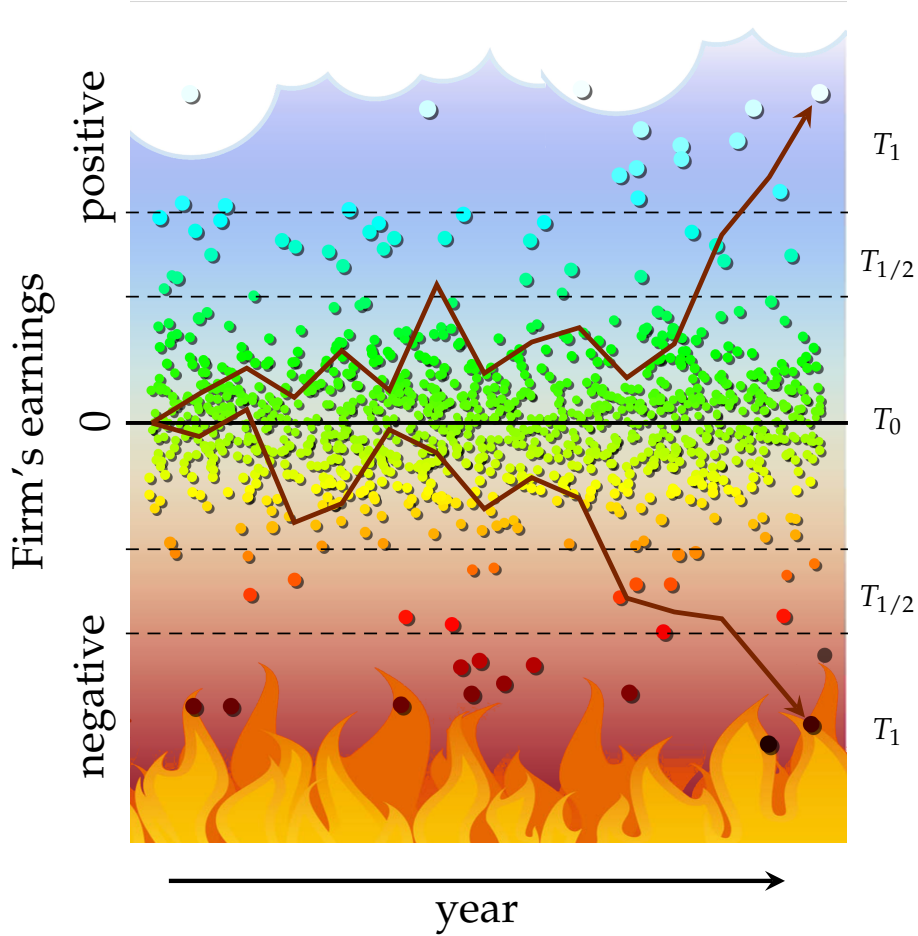 Firm's earnings
positive
0
negative
T1
T1/2
T0
T1/2
T1
year